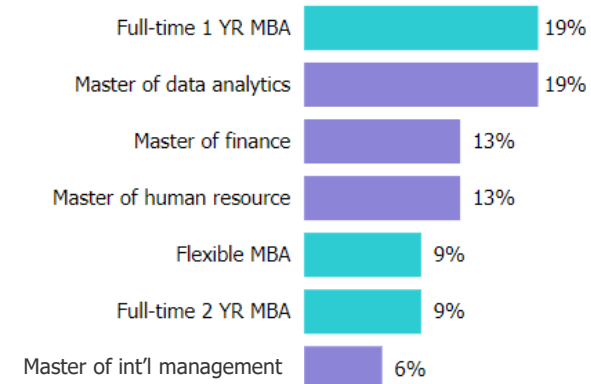 Full-time 1 YR MBA 19%
Master of data analytics 19%
Master of finance 13%
Master of human resource 13%
Flexible MBA 9%
Full-time 2 YR MBA 9%
Master of int’l management 6%